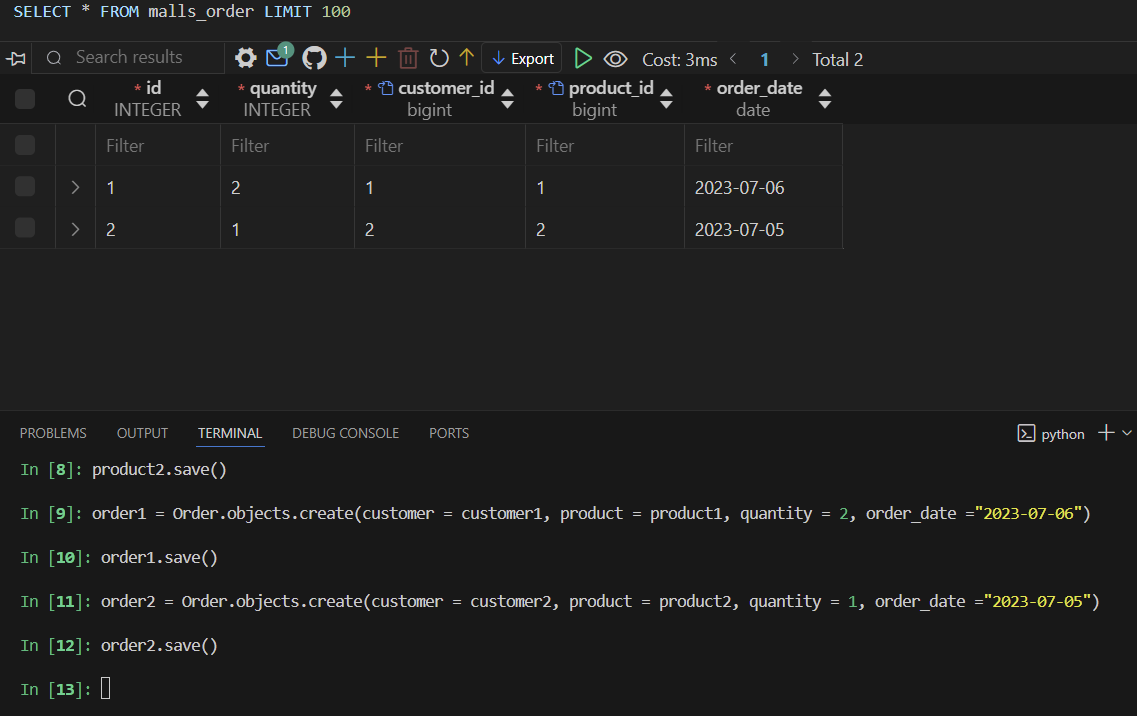 SELECT * FROM malls_order LIMIT 100
Search results 1 Export Cost: 3ms 1 Total 2
* id * quantity * customer_id * product_id * order_date
INTEGER INTEGER bigint bigint date
Filter Filter Filter Filter Filter
1 2 1 1 2023-07-06
2 1 2 2 2023-07-05
PROBLEMS OUTPUT TERMINAL DEBUG CONSOLE PORTS python
In [8]: product2.save()
In [9]: order1 = Order.objects.create(customer = customer1, product = product1, quantity = 2, order_date ="2023-07-06")
In [10]: order1.save()
In [11]: order2 = Order.objects.create(customer = customer2, product = product2, quantity = 1, order_date ="2023-07-05")
In [12]: order2.save()
In [13]: